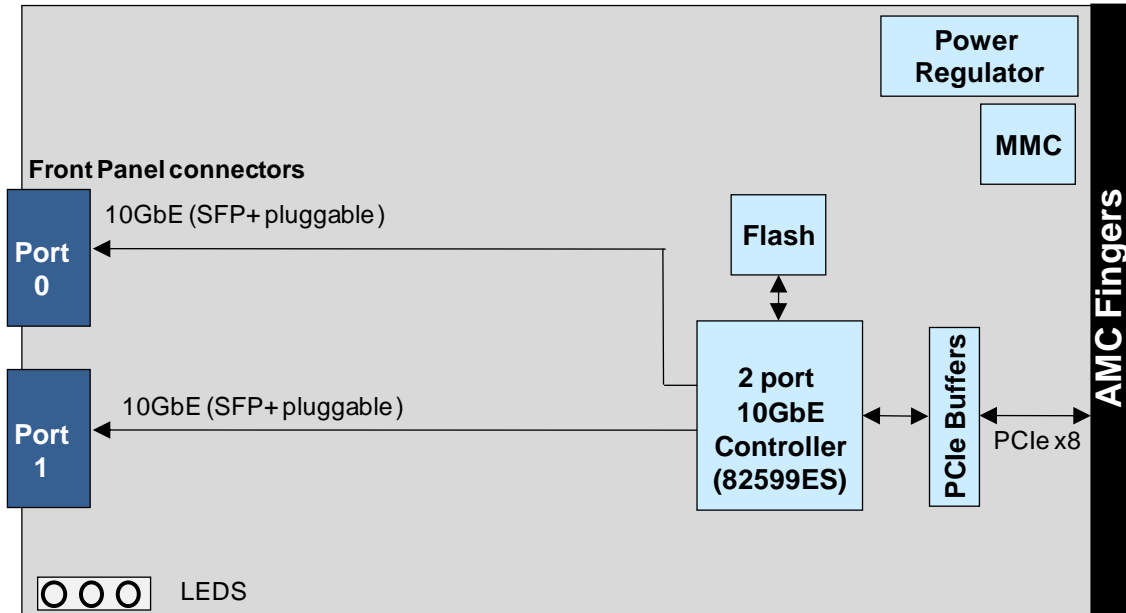 Power
Regulator
MMC
Front Panel connectors
10GbE (SFP+ pluggable)
Port
0
Flash
AMC Fingers
10GbE (SFP+ pluggable)
Port
1
2 port
10GbE
Controller
(82599ES)
PCIe Buffers
PCIe x8
LEDS